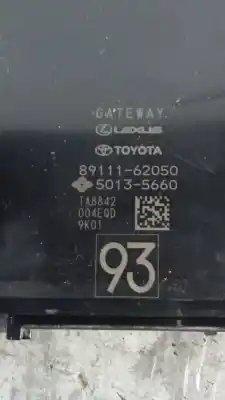 GATEWAY
LEXUS
TOYOTA
89111-62050
5013-5660
TA8842
004EQD
9K01
93